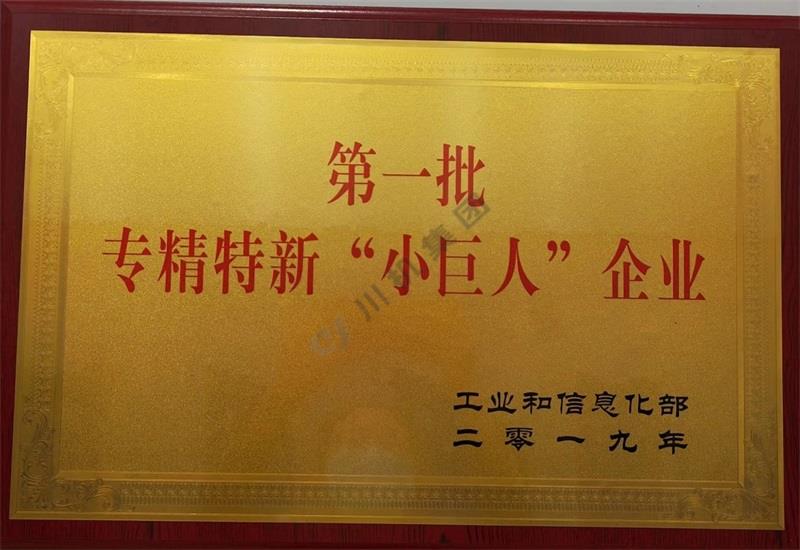 第一批
专精特新“小巨人”企业
工业和信息化部
二零一九年